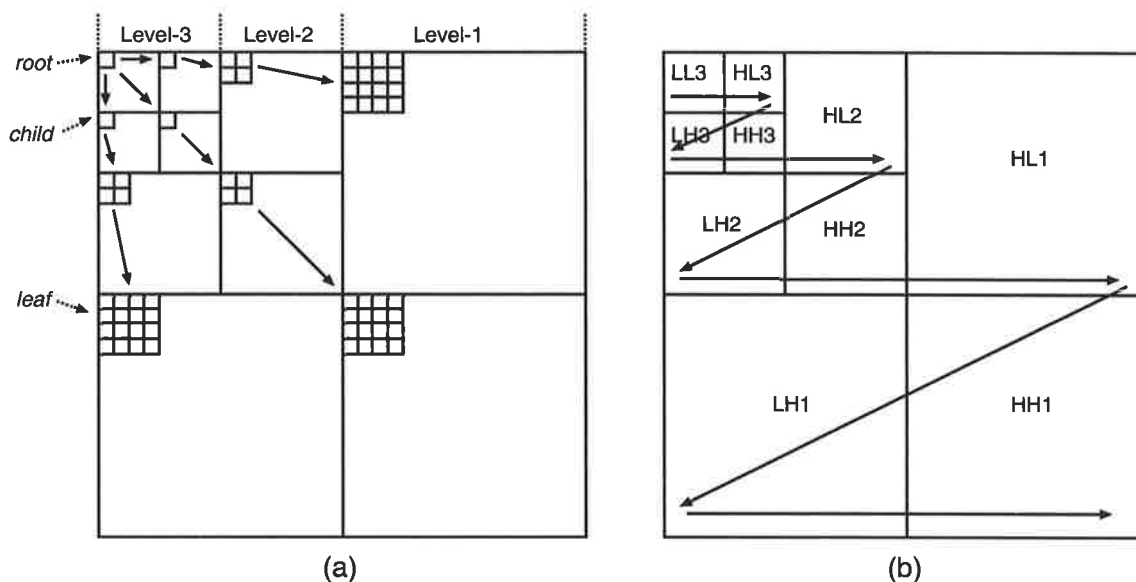 Level-3 Level-2 Level-1
root
child
leaf
(a)
LL3 HL3
LH3 HH3
HL2
HL1
LH2 HH2
LH1 HH1
(b)